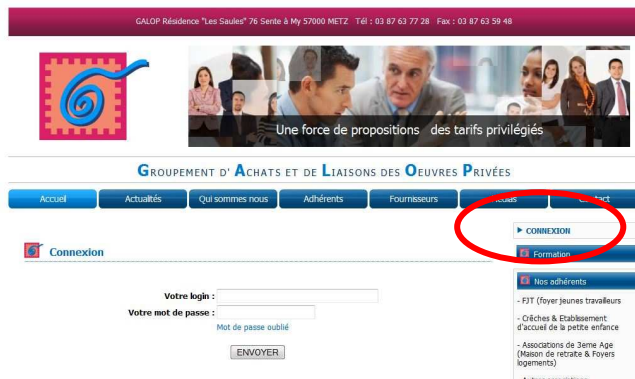 GALOP Résidence "Les Saules" 76 Sente à My 57000 METZ Tél : 03 87 63 77 28 Fax : 03 87 63 59 48
Une force de propositions des tarifs privilégiés
GROUPEMENT D' ACHATS ET DE LIAISONS DES OEUVRES PRIVÉES
Accueil Actualités Qui sommes nous Adhérents Fournisseurs Contact
CONNEXION
Connexion
Formation
Nos adhérents
Votre login :
Votre mot de passe :
Mot de passe oublié
ENVOYER
- FJT (foyer jeunes travailleurs
- Crêches & Etablissement
d'accueil de la petite enfance
- Associations de 3eme Age
(Maison de retraite & Foyers
logements)